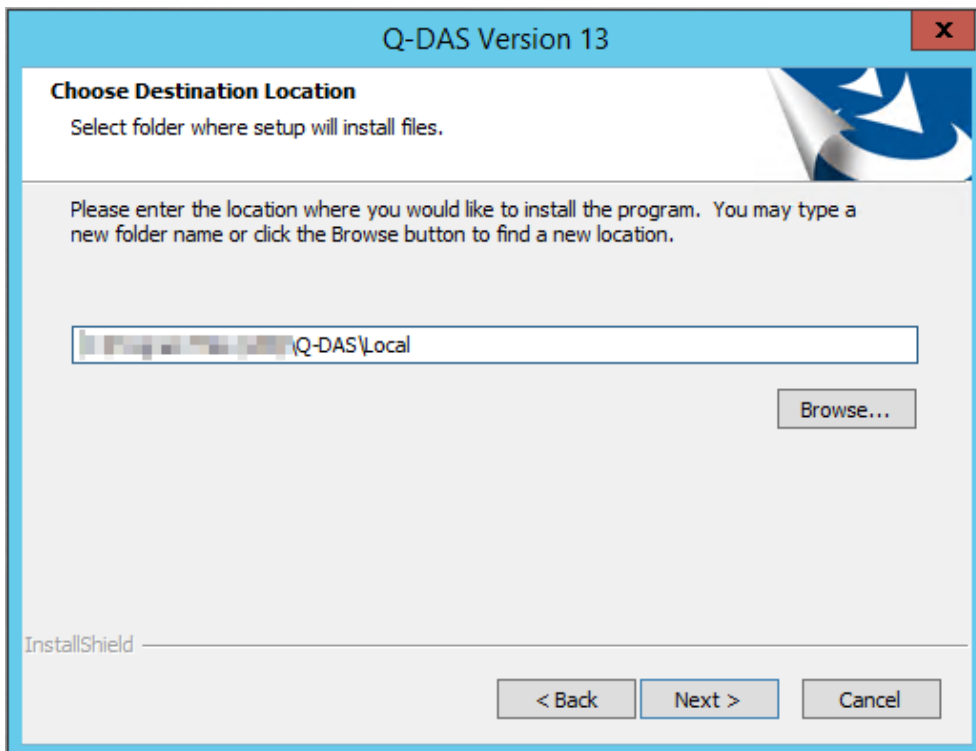 Q-DAS Version 13
x
Choose Destination Location
Select folder where setup will install files.
Please enter the location where you would like to install the program. You may type a
new folder name or click the Browse button to find a new location.
\Q-DAS\Local
Browse...
InstallShield
< Back
Next >
Cancel